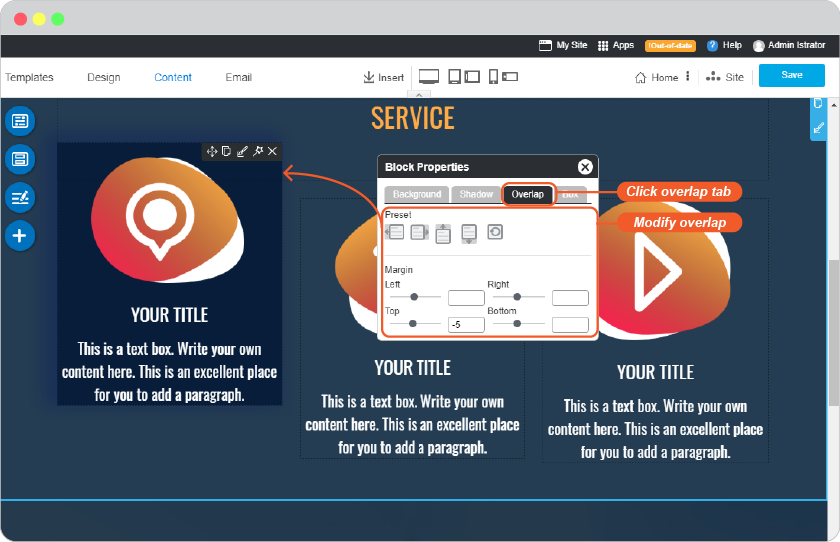 My Site
Apps
!Out-of-date
? Help
Admin Istrator
Templates
Design
Content
Email
Insert
Home
Site
Save
SERVICE
Block Properties
Background
Shadow
Overlap
Box
Click overlap tab
Preset
Modify overlap
Margin
Left
Right
Top
-5
Bottom
YOUR TITLE
This is a text box. Write your own
content here. This is an excellent place
for you to add a paragraph.
YOUR TITLE
This is a text box. Write your own
content here. This is an excellent place
for you to add a paragraph.
YOUR TITLE
This is a text box. Write your own
content here. This is an excellent place
for you to add a paragraph.